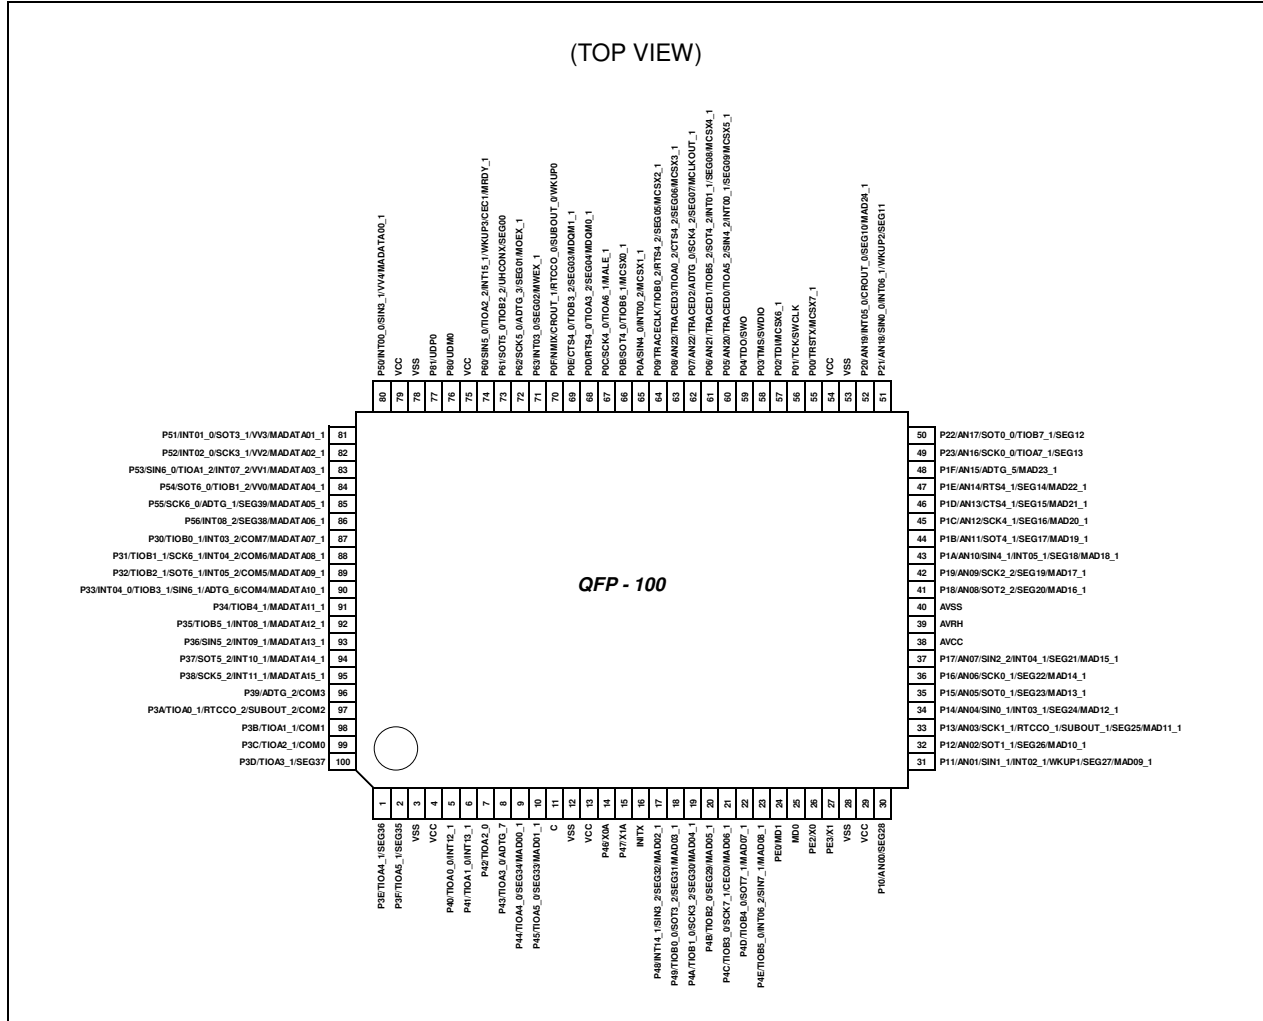 (TOP VIEW)
P50/INT00_0/SIN3_1/VV4/MADATA00_1
VCC
VSS
P81/UDP0
P80/UDM0
VCC
P60/SIN5_0/TIOA2_2/INT15_1/WKUP3/CEC1/MRDY_1
P61/SOT5_0/TIOB2_2/UHCONX/SEG00
P62/SCK5_0/ADTG_3/SEG01/MOEX_1
P63/INT03_0/SEG02/MWEX_1
P0F/NMIX/CROUT_1/RTCCO_0/SUBOUT_0/WKUP0
P0E/CTS4_0/TIOB3_2/SEG03/MDQM1_1
P0D/RTS4_0/TIOA3_2/SEG04/MDQM0_1
P0C/SCK4_0/TIOA6_1/MALE_1
P0B/SOT4_0/TIOB6_1/MCSX0_1
P0A/SIN4_0/INT00_2/MCSX1_1
P09/TRACECLK/TIOB0_2/RTS4_2/SEG05/MCSX2_1
P08/AN23/TRACED3/TIOA0_2/CTS4_2/SEG06/MCSX3_1
P07/AN22/TRACED2/ADTG_0/SCK4_2/SEG07/MCLKOUT_1
P06/AN21/TRACED1/TIOB5_2/SOT4_2/INT01_1/SEG08/MCSX4_1
P05/AN20/TRACED0/TIOA5_2/SIN4_2/INT00_1/SEG09/MCSX5_1
P04/TDO/SWO
P03/TMS/SWDIO
P02/TDI/MCSX6_1
P01/TCK/SWCLK
P00/TRSTX/MCSX7_1
VCC
VSS
P20/AN19/INT05_0/CROUT_0/SEG10/MAD24_1
P21/AN18/SIN0_0/INT06_1/WKUP2/SEG11
80 79 78 77 76 75 74 73 72 71 70 69 68 67 66 65 64 63 62 61 60 59 58 57 56 55 54 53 52 51
P51/INT01_0/SOT3_1/VV3/MADATA01_1 81
P52/INT02_0/SCK3_1/VV2/MADATA02_1 82
P53/SIN6_0/TIOA1_2/INT07_2/VV1/MADATA03_1 83
P54/SOT6_0/TIOB1_2/VV0/MADATA04_1 84
P55/SCK6_0/ADTG_1/SEG39/MADATA05_1 85
P56/INT08_2/SEG38/MADATA06_1 86
P30/TIOB0_1/INT03_2/COM7/MADATA07_1 87
P31/TIOB1_1/SCK6_1/INT04_2/COM6/MADATA08_1 88
P32/TIOB2_1/SOT6_1/INT05_2/COM5/MADATA09_1 89
P33/INT04_0/TIOB3_1/SIN6_1/ADTG_6/COM4/MADATA10_1 90
P34/TIOB4_1/MADATA11_1 91
P35/TIOB5_1/INT08_1/MADATA12_1 92
P36/SIN5_2/INT09_1/MADATA13_1 93
P37/SOT5_2/INT10_1/MADATA14_1 94
P38/SCK5_2/INT11_1/MADATA15_1 95
P39/ADTG_2/COM3 96
P3A/TIOA0_1/RTCCO_2/SUBOUT_2/COM2 97
P3B/TIOA1_1/COM1 98
P3C/TIOA2_1/COM0 99
P3D/TIOA3_1/SEG37 100
QFP - 100
50 P22/AN17/SOT0_0/TIOB7_1/SEG12
49 P23/AN16/SCK0_0/TIOA7_1/SEG13
48 P1F/AN15/ADTG_5/MAD23_1
47 P1E/AN14/RTS4_1/SEG14/MAD22_1
46 P1D/AN13/CTS4_1/SEG15/MAD21_1
45 P1C/AN12/SCK4_1/SEG16/MAD20_1
44 P1B/AN11/SOT4_1/SEG17/MAD19_1
43 P1A/AN10/SIN4_1/INT05_1/SEG18/MAD18_1
42 P19/AN09/SCK2_2/SEG19/MAD17_1
41 P18/AN08/SOT2_2/SEG20/MAD16_1
40 AVSS
39 AVRH
38 AVCC
37 P17/AN07/SIN2_2/INT04_1/SEG21/MAD15_1
36 P16/AN06/SCK0_1/SEG22/MAD14_1
35 P15/AN05/SOT0_1/SEG23/MAD13_1
34 P14/AN04/SIN0_1/INT03_1/SEG24/MAD12_1
33 P13/AN03/SCK1_1/RTCCO_1/SUBOUT_1/SEG25/MAD11_1
32 P12/AN02/SOT1_1/SEG26/MAD10_1
31 P11/AN01/SIN1_1/INT02_1/WKUP1/SEG27/MAD09_1
1 2 3 4 5 6 7 8 9 10 11 12 13 14 15 16 17 18 19 20 21 22 23 24 25 26 27 28 29 30
P3E/TIOA4_1/SEG36
P3F/TIOA5_1/SEG35
VSS
VCC
P40/TIOA0_0/INT12_1
P41/TIOA1_0/INT13_1
P42/TIOA2_0
P43/TIOA3_0/ADTG_7
P44/TIOA4_0/SEG34/MAD00_1
P45/TIOA5_0/SEG33/MAD01_1
C
VSS
VCC
P46/X0A
P47/X1A
INITX
P48/INT14_1/SIN3_2/SEG32/MAD02_1
P49/TIOB0_0/SOT3_2/SEG31/MAD03_1
P4A/TIOB1_0/SCK3_2/SEG30/MAD04_1
P4B/TIOB2_0/SEG29/MAD05_1
P4C/TIOB3_0/SCK7_1/CEC0/MAD06_1
P4D/TIOB4_0/SOT7_1/MAD07_1
P4E/TIOB5_0/INT06_2/SIN7_1/MAD08_1
PE0/MD1
MD0
PE2/X0
PE3/X1
VSS
VCC
P10/AN00/SEG28